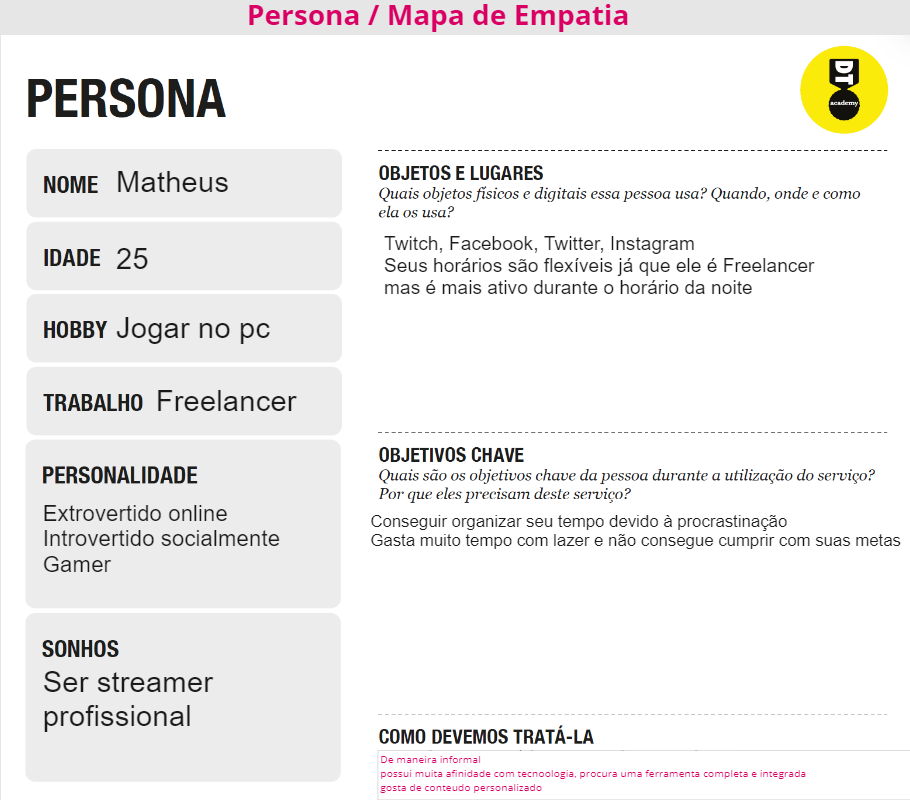 Persona / Mapa de Empatia
PERSONA
DT
academy
NOME Matheus
IDADE 25
HOBBY Jogar no pc
TRABALHO Freelancer
PERSONALIDADE
Extrovertido online
Introvertido socialmente
Gamer
SONHOS
Ser streamer
profissional
OBJETOS E LUGARES
Quais objetos físicos e digitais essa pessoa usa? Quando, onde e como
ela os usa?
Twitch, Facebook, Twitter, Instagram
Seus horários são flexíveis já que ele é Freelancer
mas é mais ativo durante o horário da noite
OBJETIVOS CHAVE
Quais são os objetivos chave da pessoa durante a utilização do serviço?
Por que eles precisam deste serviço?
Conseguir organizar seu tempo devido à procrastinação
Gasta muito tempo com lazer e não consegue cumprir com suas metas
COMO DEVEMOS TRATÁ-LA
De maneira informal
possui muita afinidade com tecnoologia, procura uma ferramenta completa e integrada
gosta de conteudo personalizado